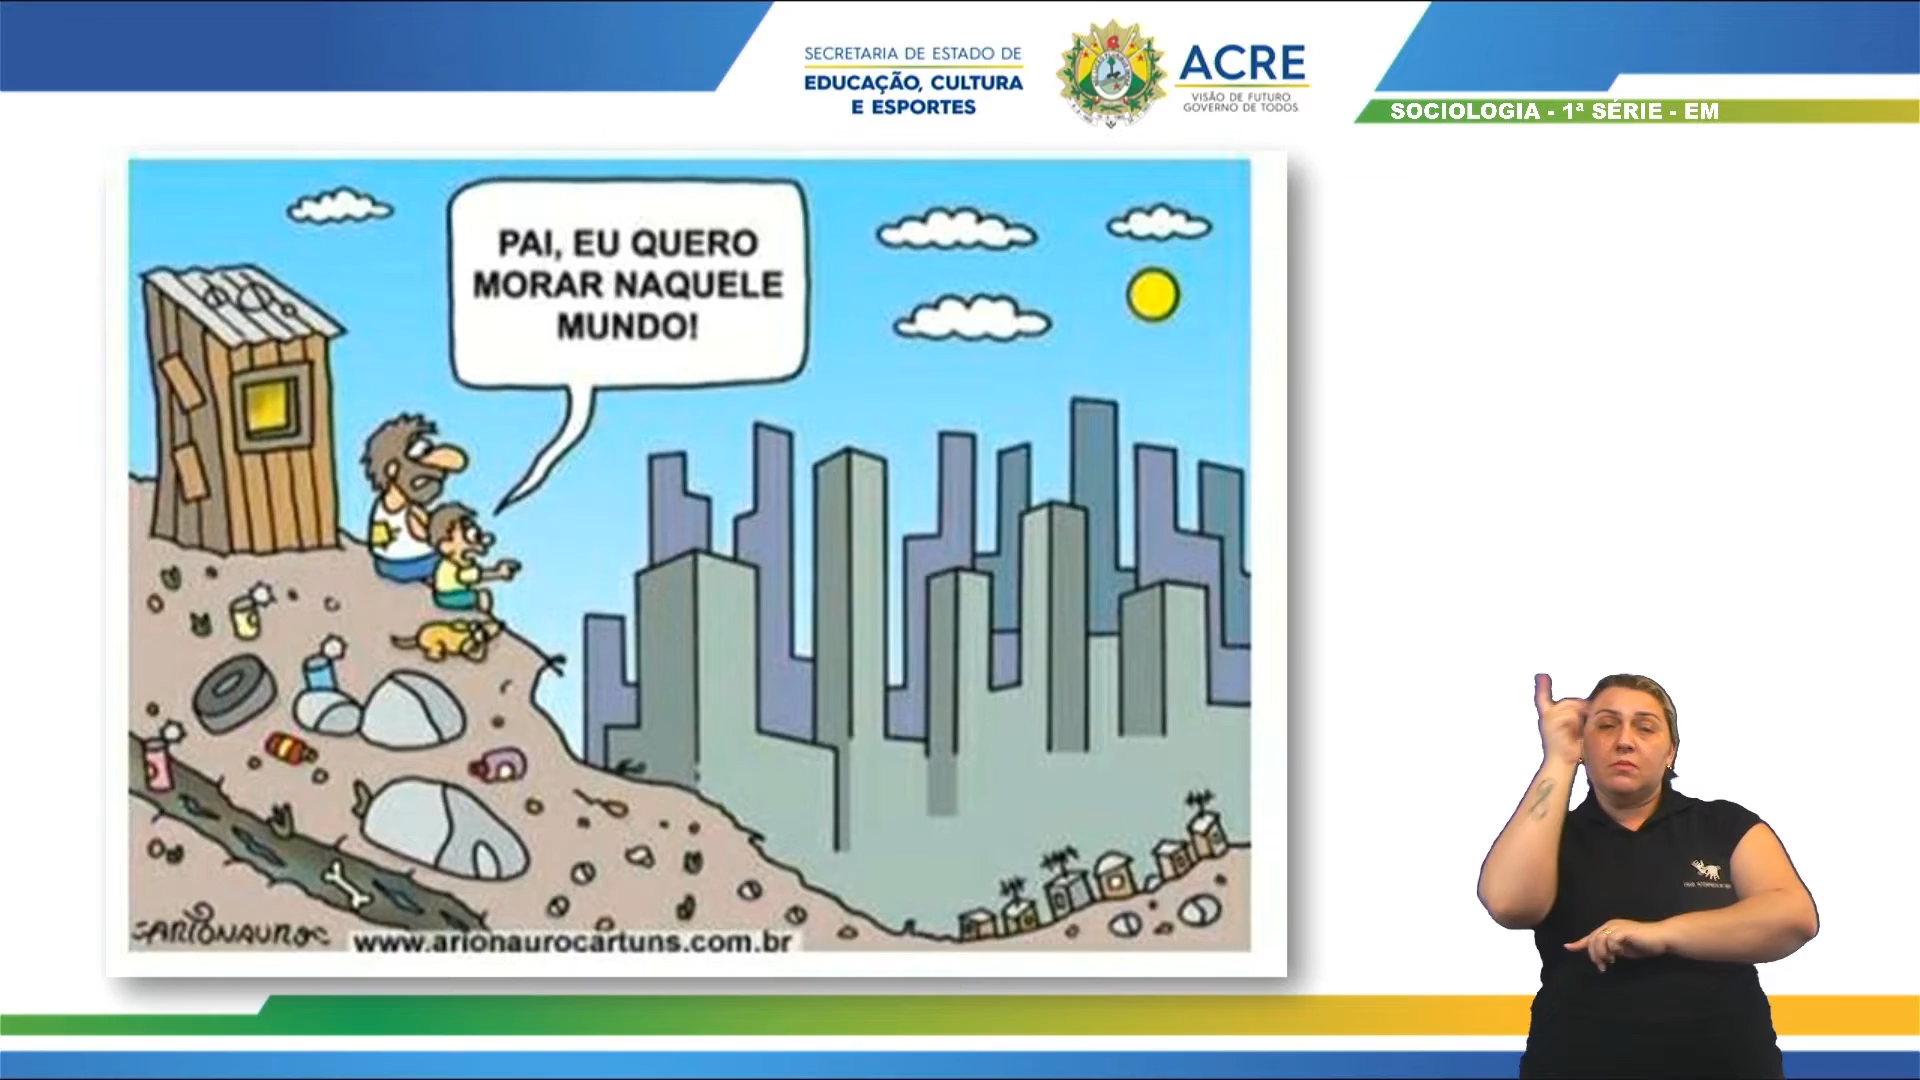 SECRETARIA DE ESTADO DE
EDUCAÇÃO, CULTURA
E ESPORTES
ACRE
VISÃO DE FUTURO
GOVERNO DE TODOS
SOCIOLOGIA - 1ª SÉRIE - EM
PAI, EU QUERO
MORAR NAQUELE
MUNDO!
ARIONAURO
www.arionaurocartuns.com.br